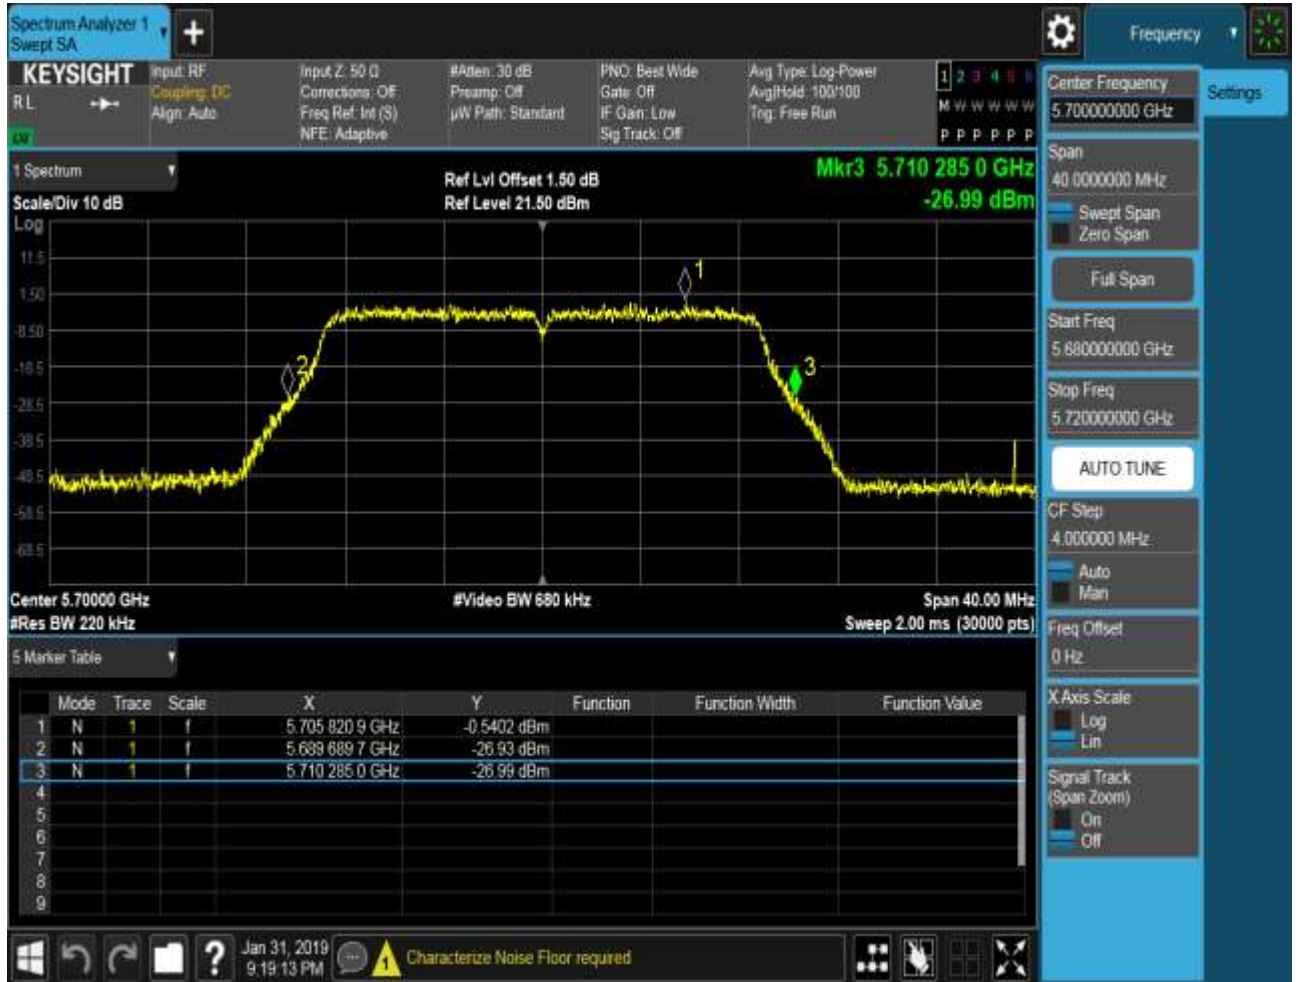 Spectrum Analyzer 1
Swept SA
Frequency
KEYSIGHT
R L
Input: RF
Coupling: DC
Align: Auto
Input Z: 50 Ω
Corrections: Off
Freq Ref: Int (S)
NFE: Adaptive
#Atten: 30 dB
Preamp: Off
µW Path: Standard
PNO: Best Wide
Gate: Off
IF Gain: Low
Sig Track: Off
Avg Type: Log-Power
Avg|Hold: 100/100
Trig: Free Run
1 2 3 4 5 6
M W W W W W
P P P P P P
Center Frequency
5.700000000 GHz
Settings
Span
40.0000000 MHz
Swept Span
Zero Span
Full Span
Start Freq
5.680000000 GHz
Stop Freq
5.720000000 GHz
AUTO TUNE
CF Step
4.000000 MHz
Auto
Man
Freq Offset
0 Hz
X Axis Scale
Log
Lin
Signal Track
(Span Zoom)
On
Off
1 Spectrum
Scale/Div 10 dB
Log
Ref Lvl Offset 1.50 dB
Ref Level 21.50 dBm
Mkr3 5.710 285 0 GHz
-26.99 dBm
11.5
1.50
-8.50
-18.5
-28.5
-38.5
-48.5
-58.5
-68.5
1
2
3
Center 5.70000 GHz
#Res BW 220 kHz
#Video BW 680 kHz
Span 40.00 MHz
Sweep 2.00 ms (30000 pts)
5 Marker Table
Mode Trace Scale X Y Function Function Width Function Value
1 N 1 f 5.705 820 9 GHz -0.5402 dBm
2 N 1 f 5.689 689 7 GHz -26.93 dBm
3 N 1 f 5.710 285 0 GHz -26.99 dBm
4
5
6
7
8
9
?
Jan 31, 2019
9:19:13 PM
1
Characterize Noise Floor required